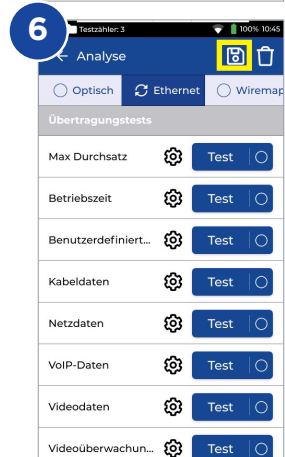 6
Testzähler: 3 100% 10:45
← Analyse
Optisch Ethernet Wiremap
Übertragungstests
Max Durchsatz Test
Betriebszeit Test
Benutzerdefiniert... Test
Kabeldaten Test
Netzdaten Test
VoIP-Daten Test
Videodaten Test
Videoüberwachun... Test